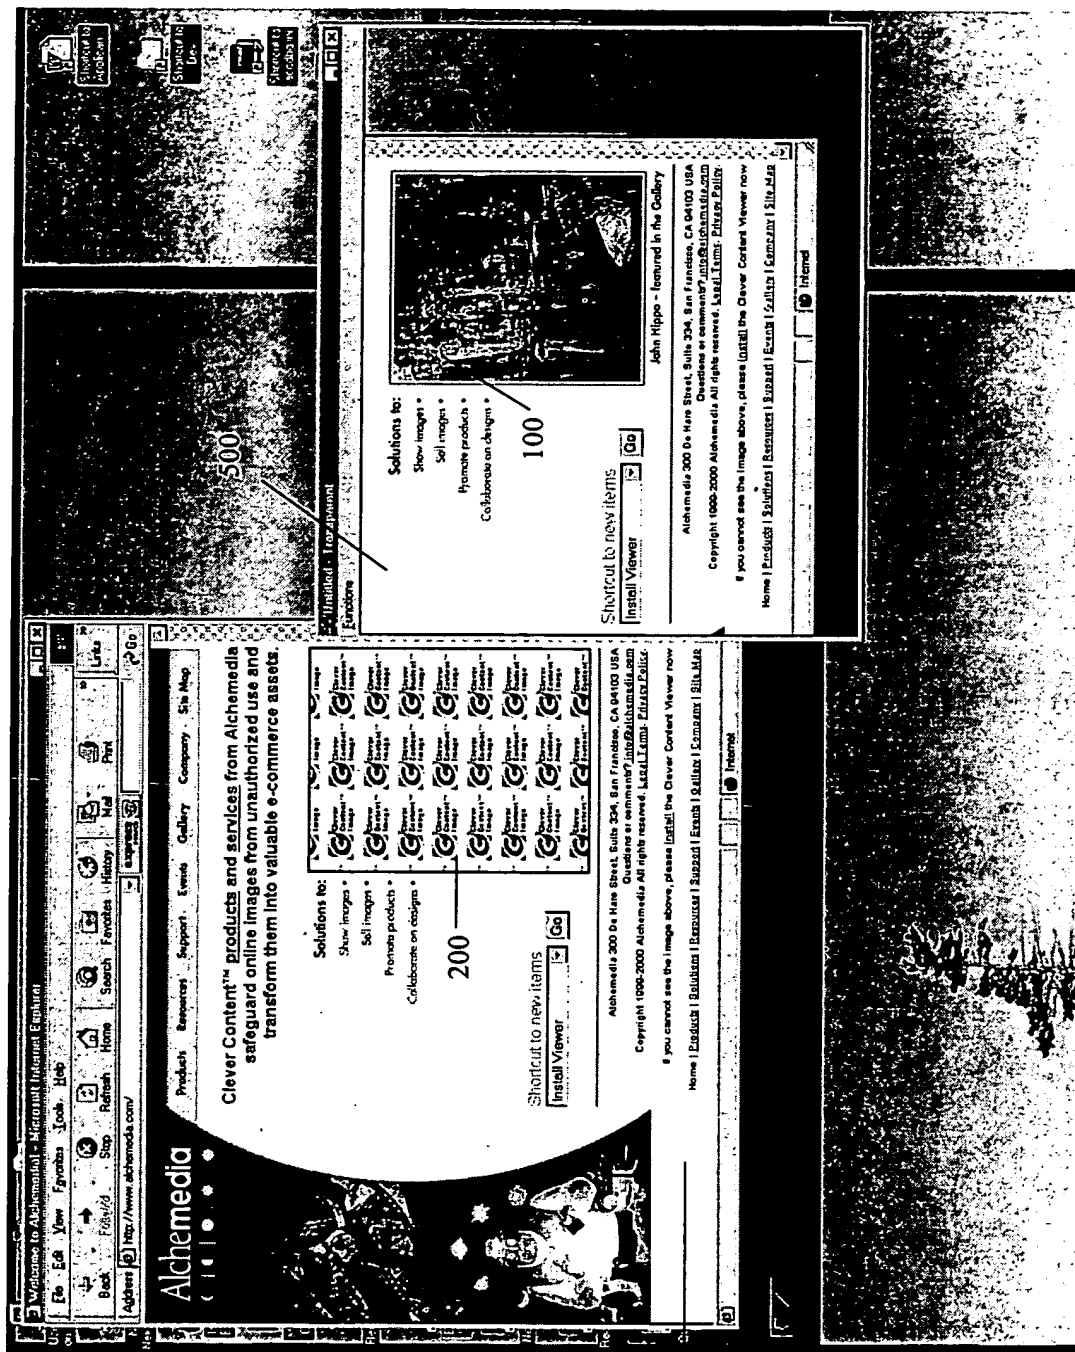 Welcome to Alchemedia! - Microsoft Internet Explorer
File Edit View Favorites Tools Help
Back Stop Refresh Home Search Favorites History Mail Print Links
Address http://www.alchemedia.com/ express Go
Alchemedia
Products Resources Support Events Gallery Company Site Map
Clever Content™ products and services from Alchemedia
safeguard online images from unauthorized use and
transform them into valuable e-commerce assets.
Solutions to:
Show images •
Sell images •
Promote products •
Collaborate on designs •
200
Clever Content™ Image
Shortcut to new items
Install Viewer Go
Alchemedia 300 De Haro Street, Suite 334, San Francisco, CA 94103 USA
Questions or comments? info@alchemedia.com
Copyright 1999-2000 Alchemedia All rights reserved. Legal Terms. Privacy Policy.
If you cannot see the image above, please install the Clever Content Viewer now
Home | Products | Solutions | Resources | Support | Events | Gallery | Company | Site Map
Internet
500
Untitled - Transparent
Functions
Solutions to:
Show images •
Sell images •
Promote products •
Collaborate on designs •
100
John Hippo - featured in the Gallery
Shortcut to new items
Install Viewer Go
Alchemedia 300 De Haro Street, Suite 334, San Francisco, CA 94103 USA
Questions or comments? info@alchemedia.com
Copyright 1999-2000 Alchemedia All rights reserved. Legal Terms. Privacy Policy
If you cannot see the image above, please install the Clever Content Viewer now
Home | Products | Solutions | Resources | Support | Events | Gallery | Company | Site Map
Internet
Shortcut to
Shortcut to
Shortcut to